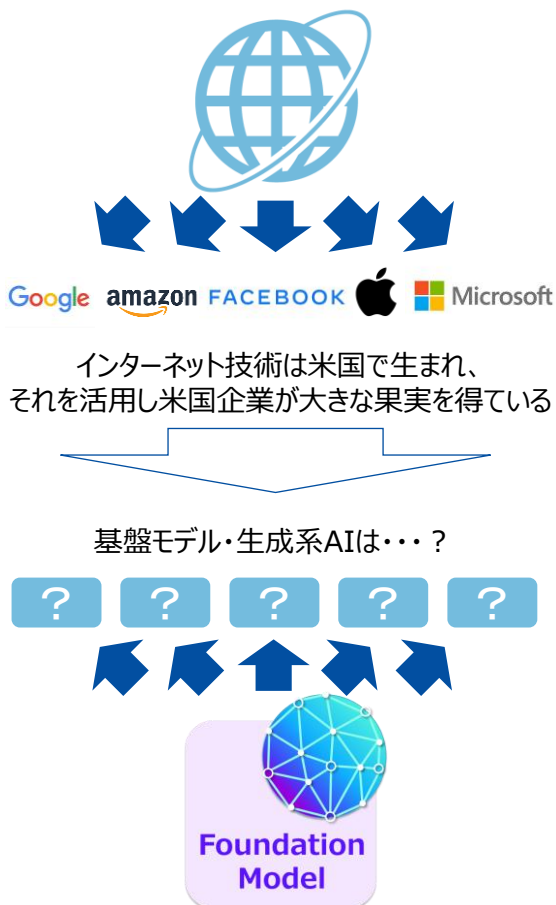 Google amazon FACEBOOK Microsoft
インターネット技術は米国で生まれ、
それを活用し米国企業が大きな果実を得ている
基盤モデル・生成系AIは・・・?
? ? ? ? ?
Foundation
Model